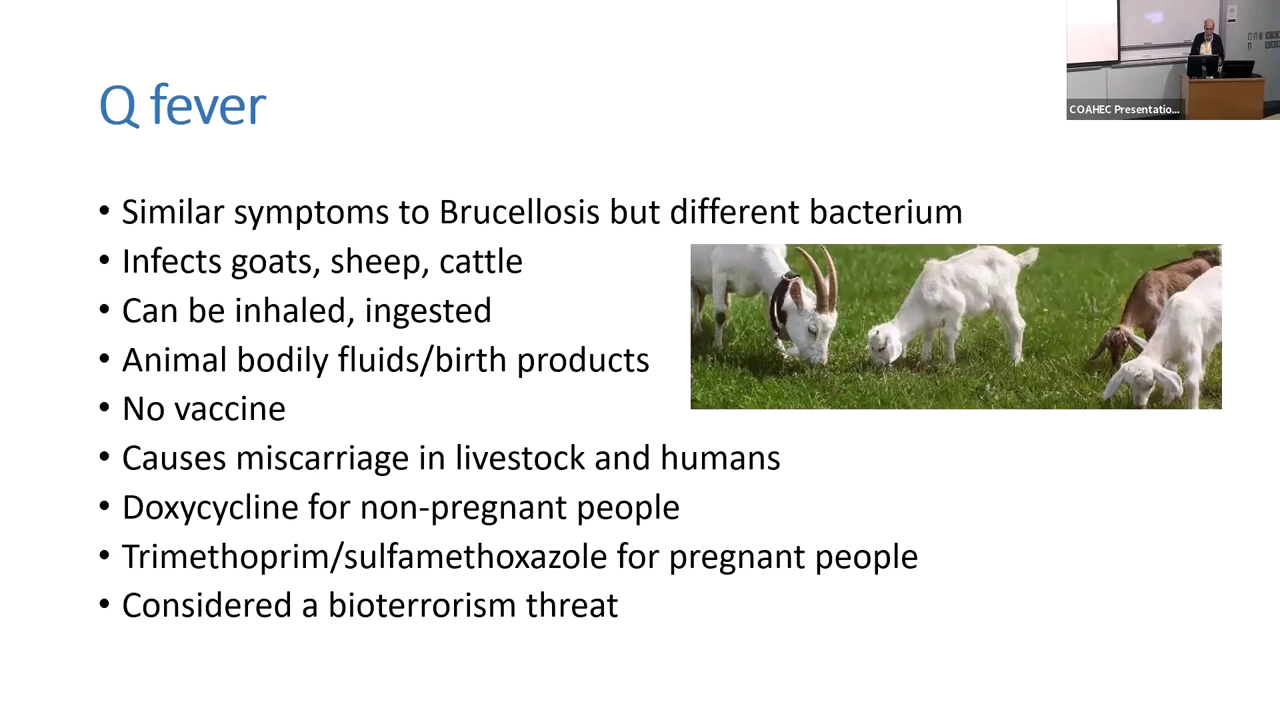 Q fever
COAHEC Presentatio...
• Similar symptoms to Brucellosis but different bacterium
• Infects goats, sheep, cattle
• Can be inhaled, ingested
• Animal bodily fluids/birth products
• No vaccine
• Causes miscarriage in livestock and humans
• Doxycycline for non-pregnant people
• Trimethoprim/sulfamethoxazole for pregnant people
• Considered a bioterrorism threat